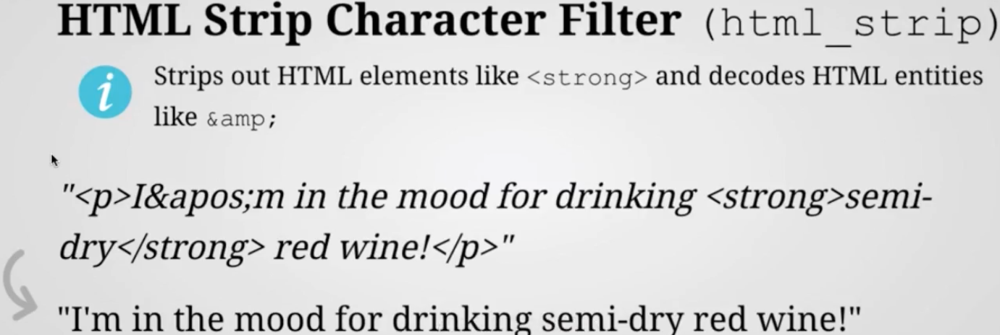 HTML Strip Character Filter (html_strip)
i
Strips out HTML elements like <strong> and decodes HTML entities
like &amp;
"<p>I&apos;m in the mood for drinking <strong>semi-
dry</strong> red wine!</p>"
"I'm in the mood for drinking semi-dry red wine!"